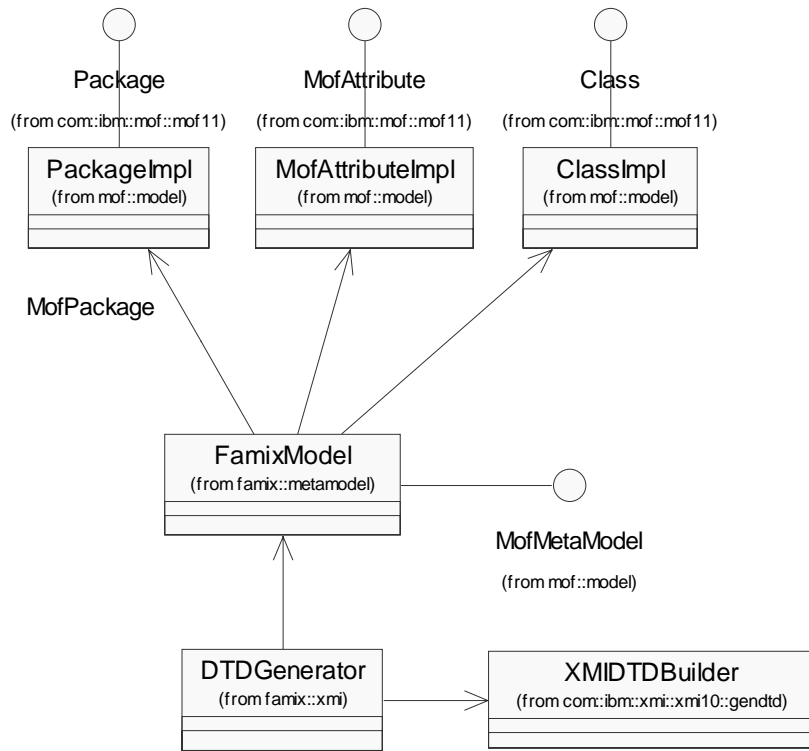 Package
MofAttribute
Class
(from com::ibm::mof::mof11)
(from com::ibm::mof::mof11)
(from com::ibm::mof::mof11)
PackageImpl
(from mof::model)
MofAttributeImpl
(from mof::model)
ClassImpl
(from mof::model)
MofPackage
FamixModel
(from famix::metamodel)
MofMetaModel
(from mof::model)
DTDGenerator
(from famix::xmi)
XMIDTDBuilder
(from com::ibm::xmi::xmi10::gendtd)